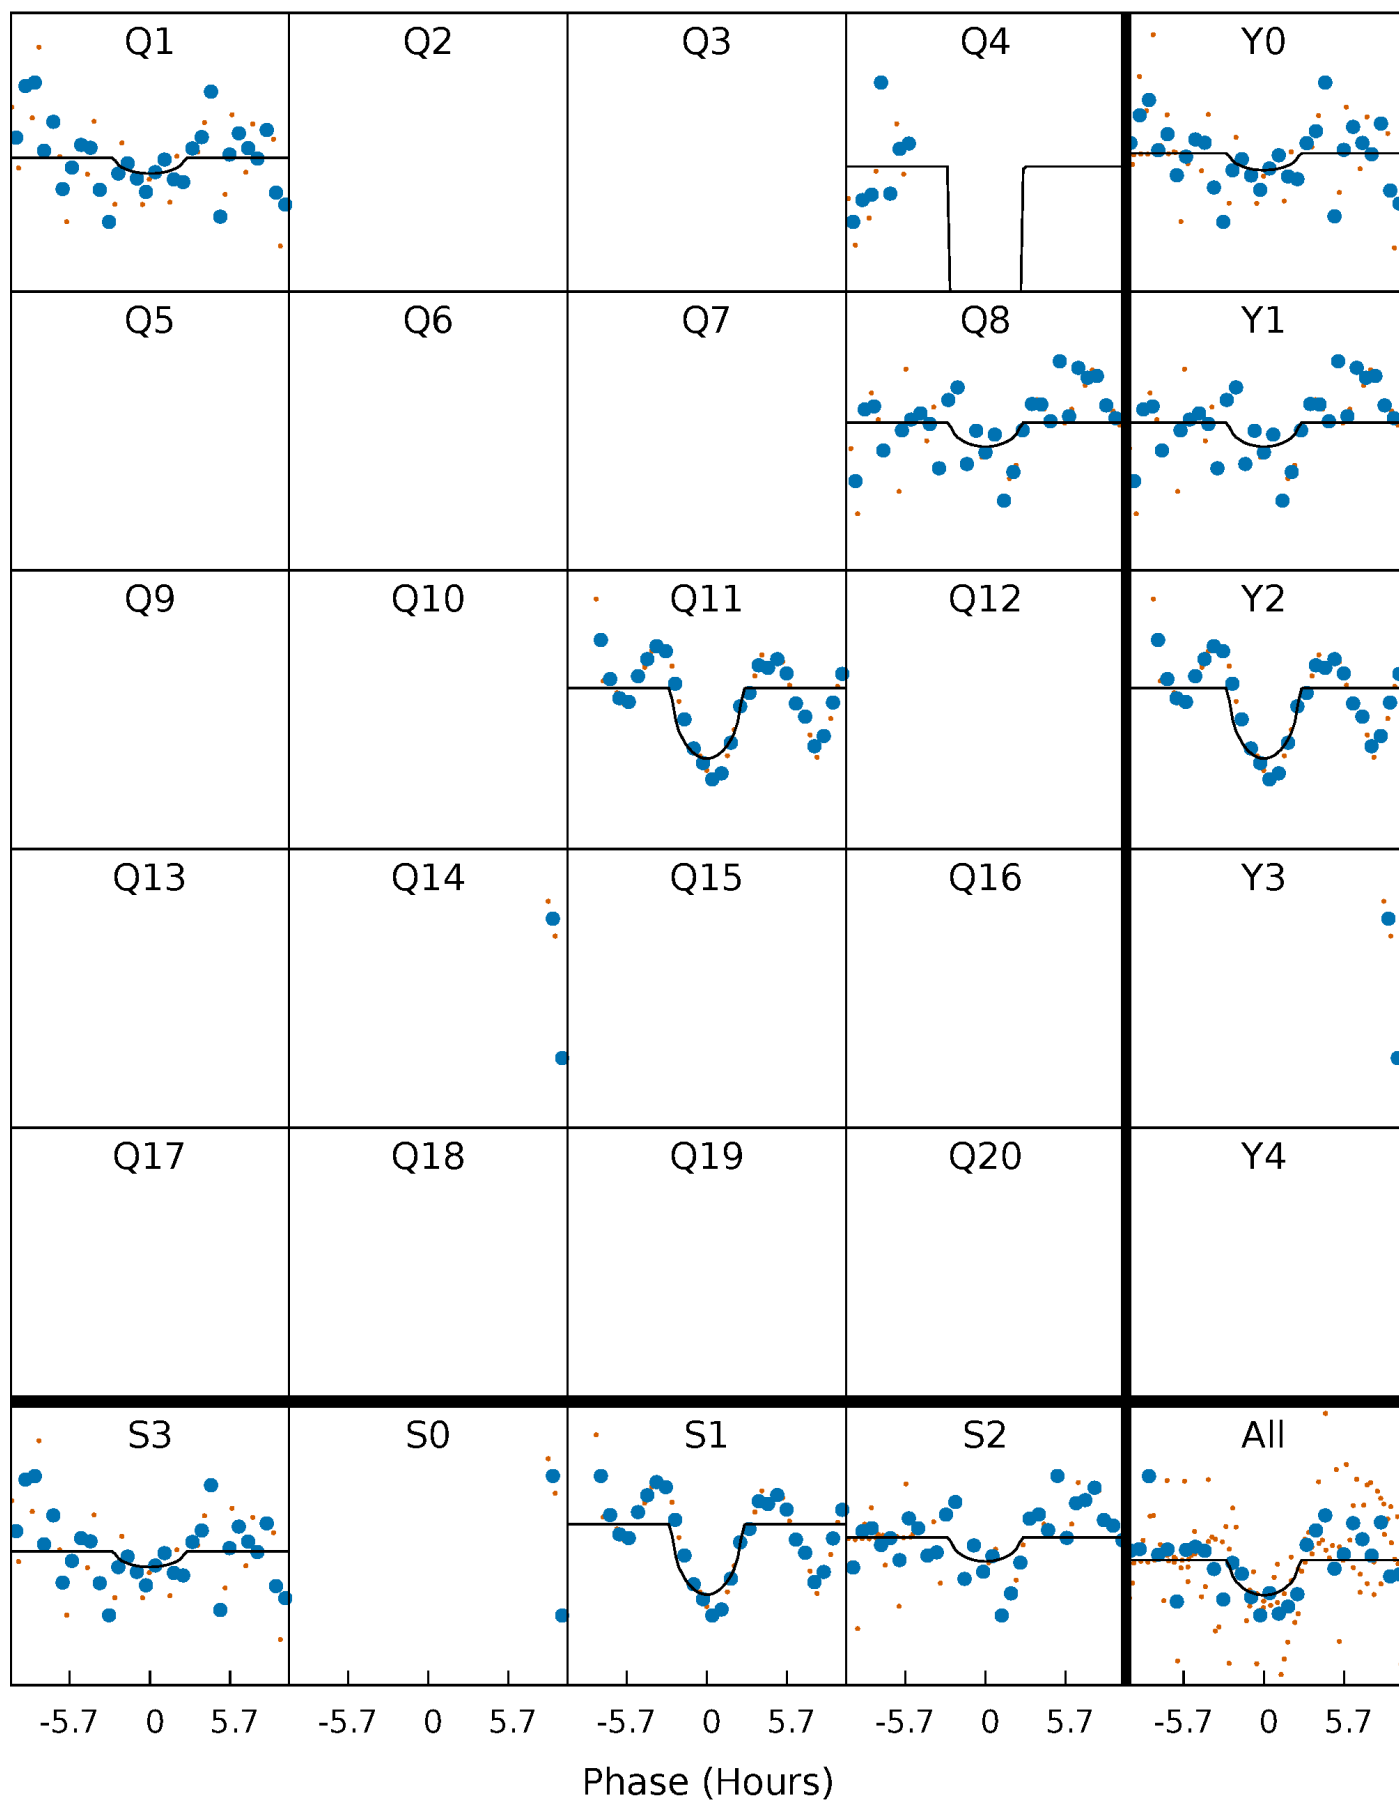 Q1 Q2 Q3 Q4 Y0
Q5 Q6 Q7 Q8 Y1
Q9 Q10 Q11 Q12 Y2
Q13 Q14 Q15 Q16 Y3
Q17 Q18 Q19 Q20 Y4
S3 S0 S1 S2 All
-5.7 0 5.7 -5.7 0 5.7 -5.7 0 5.7 -5.7 0 5.7 -5.7 0 5.7
Phase (Hours)